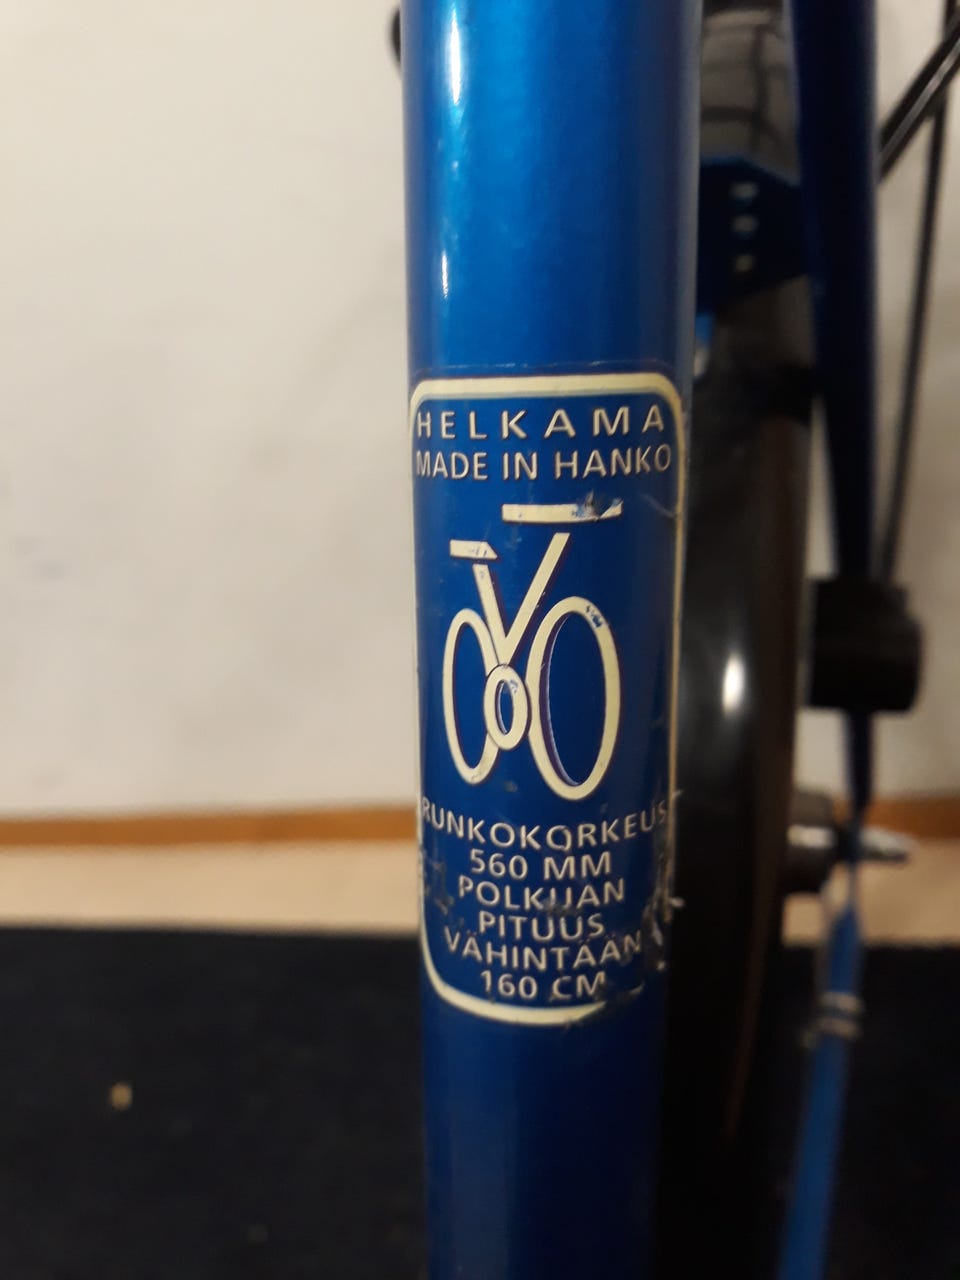 HELKAMA
MADE IN HANKO
RUNKOKORKEUS
560 MM
POLKIJAN
PITUUS
VÄHINTÄÄN
160 CM